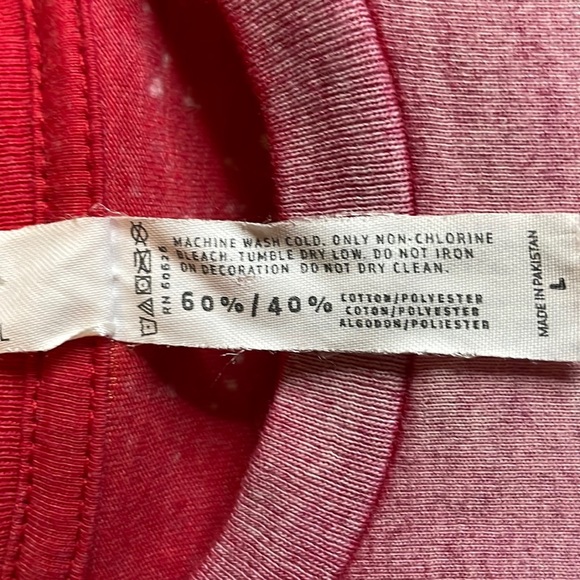 MACHINE WASH COLD. ONLY NON-CHLORINE
BLEACH. TUMBLE DRY LOW. DO NOT IRON
ON DECORATION DO NOT DRY CLEAN.
RN 60626
60%/40%
COTTON/POLYESTER
COTON/POLYESTER
ALGODON/POLIESTER
MADE IN PAKISTAN
L
L